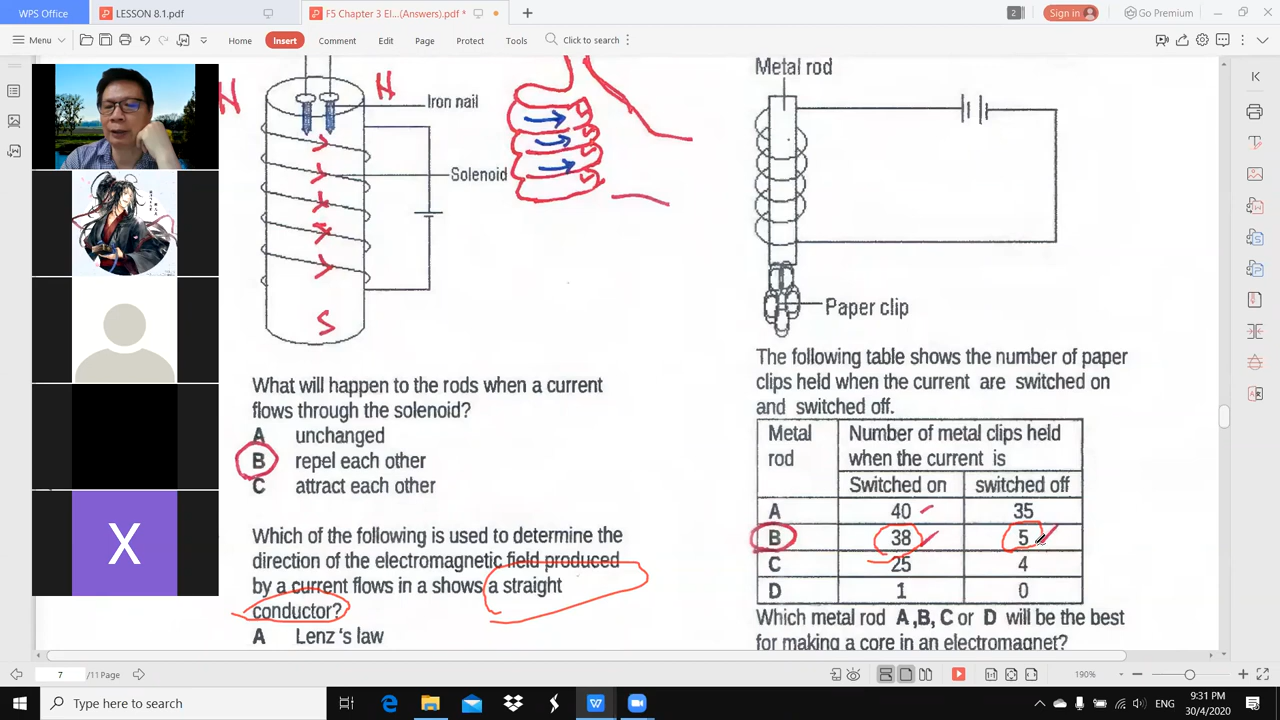 WPS Office
LESSON 8.1.pdf
F5 Chapter 3 El...(Answers).pdf *
2
Sign in
Go Premium
Menu
Home
Insert
Comment
Edit
Page
Protect
Tools
Click to search
N
N
Iron nail
Solenoid
S
What will happen to the rods when a current
flows through the solenoid?
A unchanged
B repel each other
C attract each other
Which of the following is used to determine the
direction of the electromagnetic field produced
by a current flows in a shows a straight
conductor?
A Lenz 's law
Metal rod
Paper clip
The following table shows the number of paper
clips held when the current are switched on
and switched off.
Metal rod
Number of metal clips held when the current is
Switched on switched off
A 40 35
B 38 5
C 25 4
D 1 0
Which metal rod A ,B, C or D will be the best
for making a core in an electromagnet?
X
7 /11 Page
190%
Type here to search
ENG
9:31 PM
30/4/2020